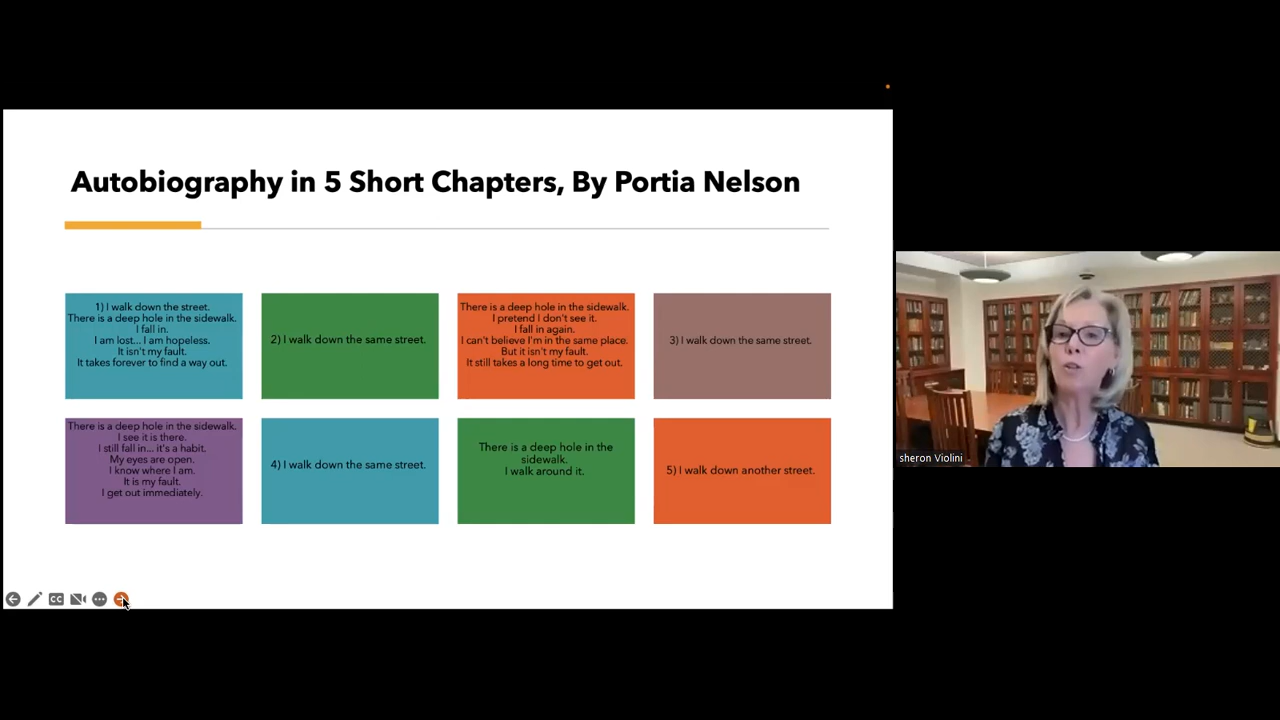 Autobiography in 5 Short Chapters, By Portia Nelson
1) I walk down the street.
There is a deep hole in the sidewalk.
I fall in.
I am lost... I am hopeless.
It isn't my fault.
It takes forever to find a way out.
2) I walk down the same street.
There is a deep hole in the sidewalk.
I pretend I don't see it.
I fall in again.
I can't believe I'm in the same place.
But it isn't my fault.
It still takes a long time to get out.
3) I walk down the same street.
There is a deep hole in the sidewalk.
I see it is there.
I still fall in... it's a habit.
My eyes are open.
I know where I am.
It is my fault.
I get out immediately.
4) I walk down the same street.
There is a deep hole in the
sidewalk.
I walk around it.
5) I walk down another street.
CC
sheron Violini